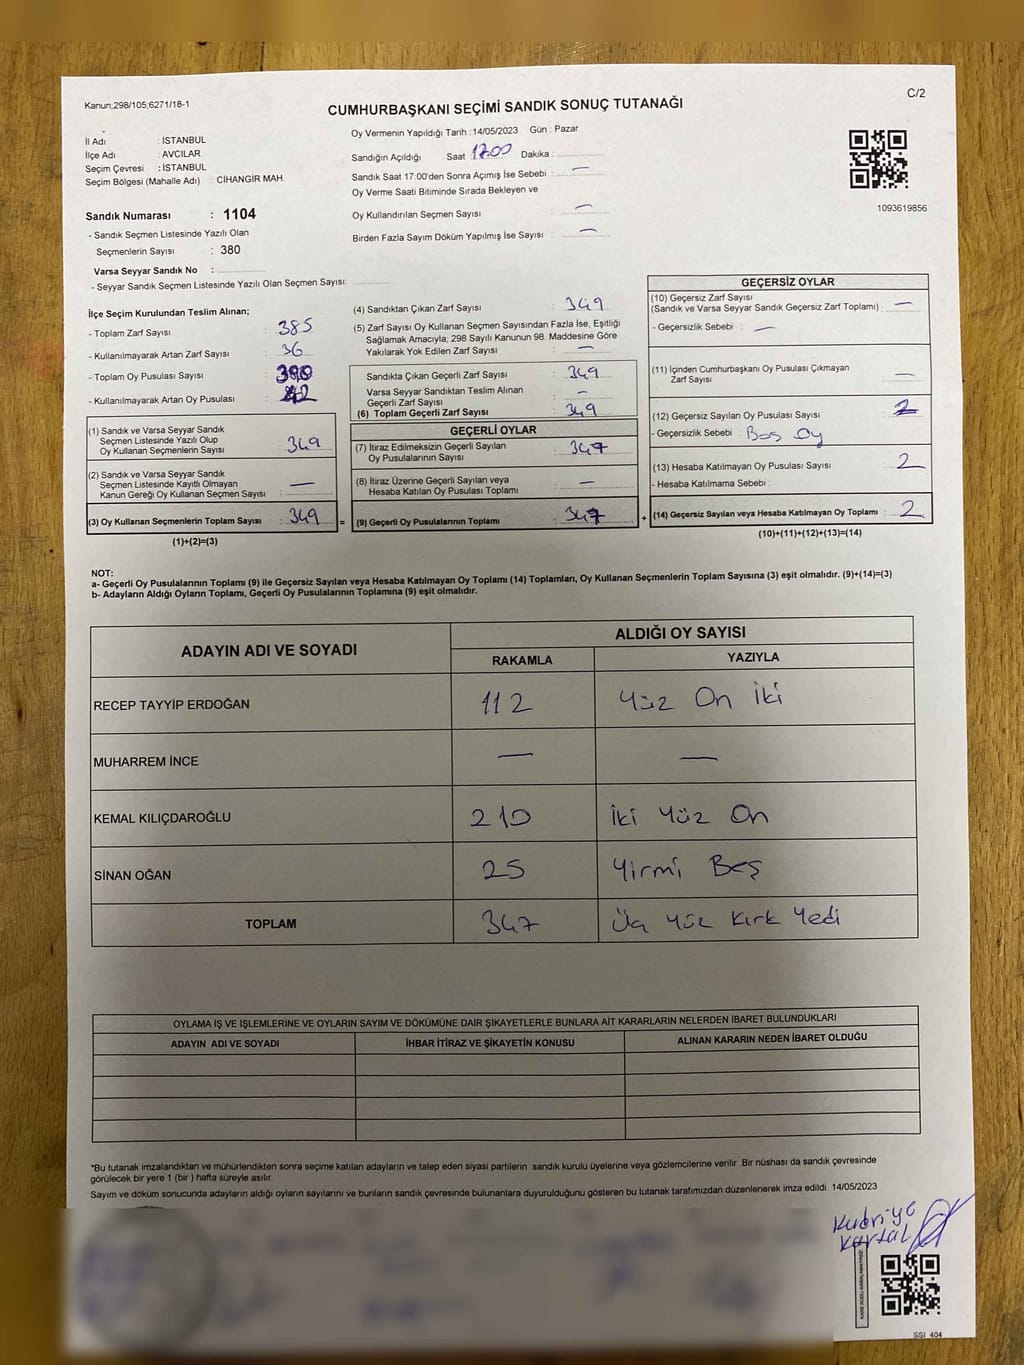 Kanun;298/105;6271/18-1
C/2
CUMHURBAŞKANI SEÇİMİ SANDIK SONUÇ TUTANAĞI
İl Adı : İSTANBUL
İlçe Adı : AVCILAR
Seçim Çevresi : İSTANBUL
Seçim Bölgesi (Mahalle Adı) : CİHANGİR MAH.
Oy Vermenin Yapıldığı Tarih : 14/05/2023 Gün : Pazar
Sandığın Açıldığı Saat 17.00 Dakika :
Sandık Saat 17:00'den Sonra Açımış İse Sebebi : —
Oy Verme Saati Bitiminde Sırada Bekleyen ve
Oy Kullandırılan Seçmen Sayısı : —
Birden Fazla Sayım Döküm Yapılmış İse Sayısı : —
1093619856
Sandık Numarası : 1104
- Sandık Seçmen Listesinde Yazılı Olan
Seçmenlerin Sayısı : 380
Varsa Seyyar Sandık No :
- Seyyar Sandık Seçmen Listesinde Yazılı Olan Seçmen Sayısı:
İlçe Seçim Kurulundan Teslim Alınan;
- Toplam Zarf Sayısı : 385
- Kullanılmayarak Artan Zarf Sayısı : 36
- Toplam Oy Pusulası Sayısı :
- Kullanılmayarak Artan Oy Pusulası :
(1) Sandık ve Varsa Seyyar Sandık
Seçmen Listesinde Yazılı Olup
Oy Kullanan Seçmenlerin Sayısı : 349
(2) Sandık ve Varsa Seyyar Sandık
Seçmen Listesinde Kayıtlı Olmayan
Kanun Gereği Oy Kullanan Seçmen Sayısı : —
(3) Oy Kullanan Seçmenlerin Toplam Sayısı : 349 =
(1)+(2)=(3)
(4) Sandıktan Çıkan Zarf Sayısı : 349
(5) Zarf Sayısı Oy Kullanan Seçmen Sayısından Fazla İse, Eşitliği
Sağlamak Amacıyla; 298 Sayılı Kanunun 98. Maddesine Göre
Yakılarak Yok Edilen Zarf Sayısı : —
Sandıkta Çıkan Geçerli Zarf Sayısı : 349
Varsa Seyyar Sandıktan Teslim Alınan
Geçerli Zarf Sayısı : —
(6) Toplam Geçerli Zarf Sayısı : 349
GEÇERLİ OYLAR
(7) İtiraz Edilmeksizin Geçerli Sayılan
Oy Pusulalarının Sayısı : 347
(8) İtiraz Üzerine Geçerli Sayılan veya
Hesaba Katılan Oy Pusulası Toplamı : —
(9) Geçerli Oy Pusulalarının Toplamı : 347 +
GEÇERSİZ OYLAR
(10) Geçersiz Zarf Sayısı
(Sandık ve Varsa Seyyar Sandık Geçersiz Zarf Toplamı) : —
- Geçersizlik Sebebi : —
(11) İçinden Cumhurbaşkanı Oy Pusulası Çıkmayan
Zarf Sayısı : —
(12) Geçersiz Sayılan Oy Pusulası Sayısı : 2
- Geçersizlik Sebebi : Boş Oy
(13) Hesaba Katılmayan Oy Pusulası Sayısı : 2
- Hesaba Katılmama Sebebi :
(14) Geçersiz Sayılan veya Hesaba Katılmayan Oy Toplamı : 2
(10)+(11)+(12)+(13)=(14)
NOT:
a- Geçerli Oy Pusulalarının Toplamı (9) ile Geçersiz Sayılan veya Hesaba Katılmayan Oy Toplamı (14) Toplamları, Oy Kullanan Seçmenlerin Toplam Sayısına (3) eşit olmalıdır. (9)+(14)=(3)
b- Adayların Aldığı Oyların Toplamı, Geçerli Oy Pusulalarının Toplamına (9) eşit olmalıdır.
ADAYIN ADI VE SOYADI
ALDIĞI OY SAYISI
RAKAMLA YAZIYLA
RECEP TAYYİP ERDOĞAN 112 Yüz On İki
MUHARREM İNCE — —
KEMAL KILIÇDAROĞLU 210 İki Yüz On
SİNAN OĞAN 25 Yirmi Beş
TOPLAM 347 Üç Yüz Kırk Yedi
OYLAMA İŞ VE İŞLEMLERİNE VE OYLARIN SAYIM VE DÖKÜMÜNE DAİR ŞİKAYETLERLE BUNLARA AİT KARARLARIN NELERDEN İBARET BULUNDUKLARI
ADAYIN ADI VE SOYADI İHBAR İTİRAZ VE ŞİKAYETİN KONUSU ALINAN KARARIN NEDEN İBARET OLDUĞU
*Bu tutanak imzalandıktan ve mühürlendikten sonra seçime katılan adayların ve talep eden siyasi partilerin sandık kurulu üyelerine veya gözlemcilerine verilir .Bir nüshası da sandık çevresinde
görülecek bir yere 1 (bir ) hafta süreyle asılır.
Sayım ve döküm sonucunda adayların aldığı oyların sayılarını ve bunların sandık çevresinde bulunanlara duyurulduğunu gösteren bu tutanak tarafımızdan düzenlenerek imza edildi. 14/05/2023
Kudriye
Kartal
KARE KODU KARALAMAYINIZ!
SSI_404